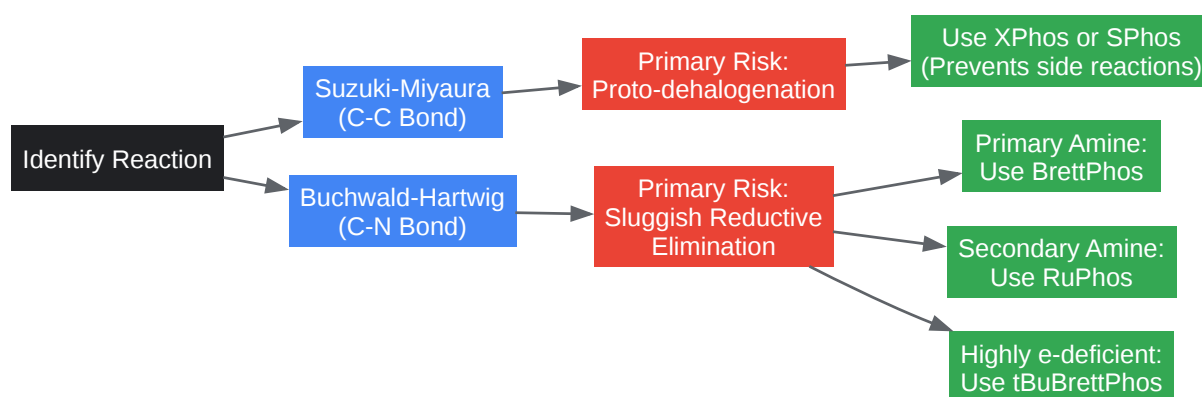 Identify Reaction
Suzuki-Miyaura
(C-C Bond)
Primary Risk:
Proto-dehalogenation
Use XPhos or SPhos
(Prevents side reactions)
Buchwald-Hartwig
(C-N Bond)
Primary Risk:
Sluggish Reductive
Elimination
Primary Amine:
Use BrettPhos
Secondary Amine:
Use RuPhos
Highly e-deficient:
Use tBuBrettPhos